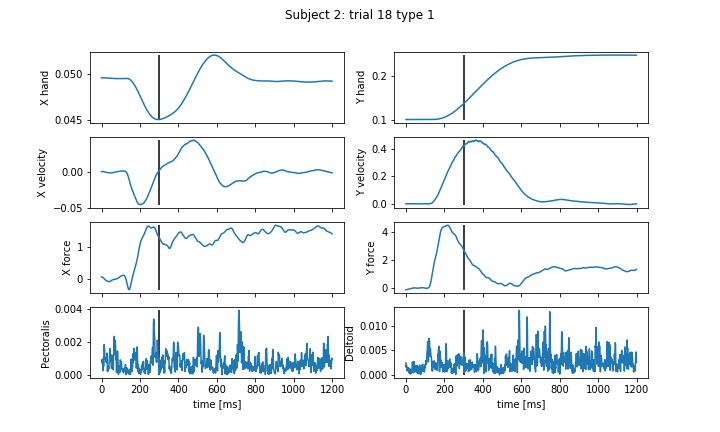 Subject 2: trial 18 type 1
X hand
0.050
0.045
Y hand
0.2
0.1
X velocity
0.00
−0.05
Y velocity
0.4
0.2
0.0
X force
1
0
Y force
4
2
0
Pectoralis
0.004
0.002
0.000
0 200 400 600 800 1000 1200
time [ms]
Deltoid
0.010
0.005
0.000
0 200 400 600 800 1000 1200
time [ms]